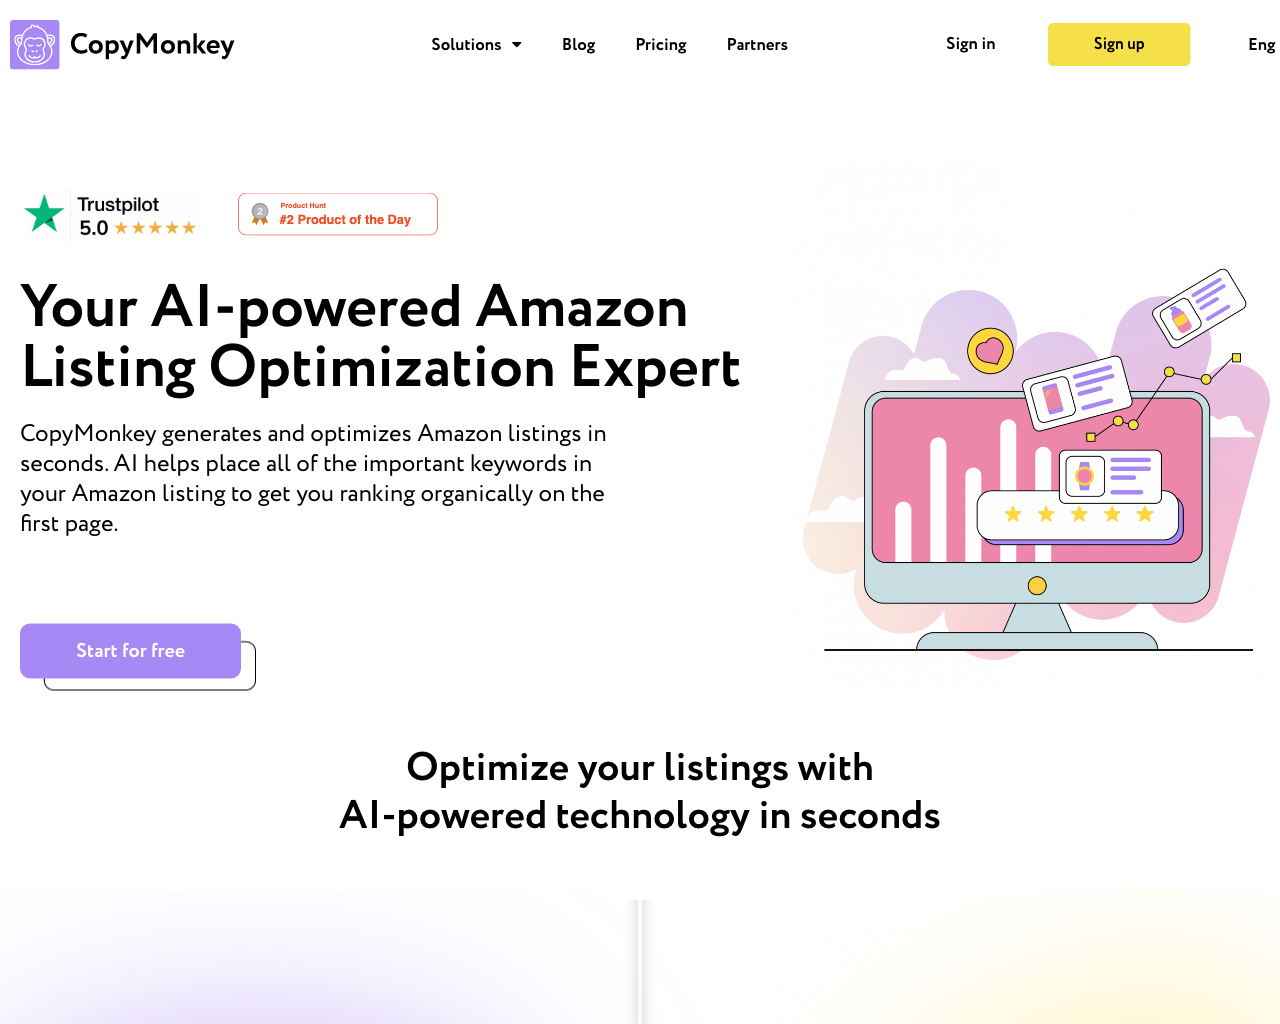 CopyMonkey
Solutions
Blog
Pricing
Partners
Sign in
Sign up
Eng
Trustpilot
5.0
2
Product Hunt
#2 Product of the Day
Your AI-powered Amazon
Listing Optimization Expert
CopyMonkey generates and optimizes Amazon listings in
seconds. AI helps place all of the important keywords in
your Amazon listing to get you ranking organically on the
first page.
Start for free
Optimize your listings with
AI-powered technology in seconds